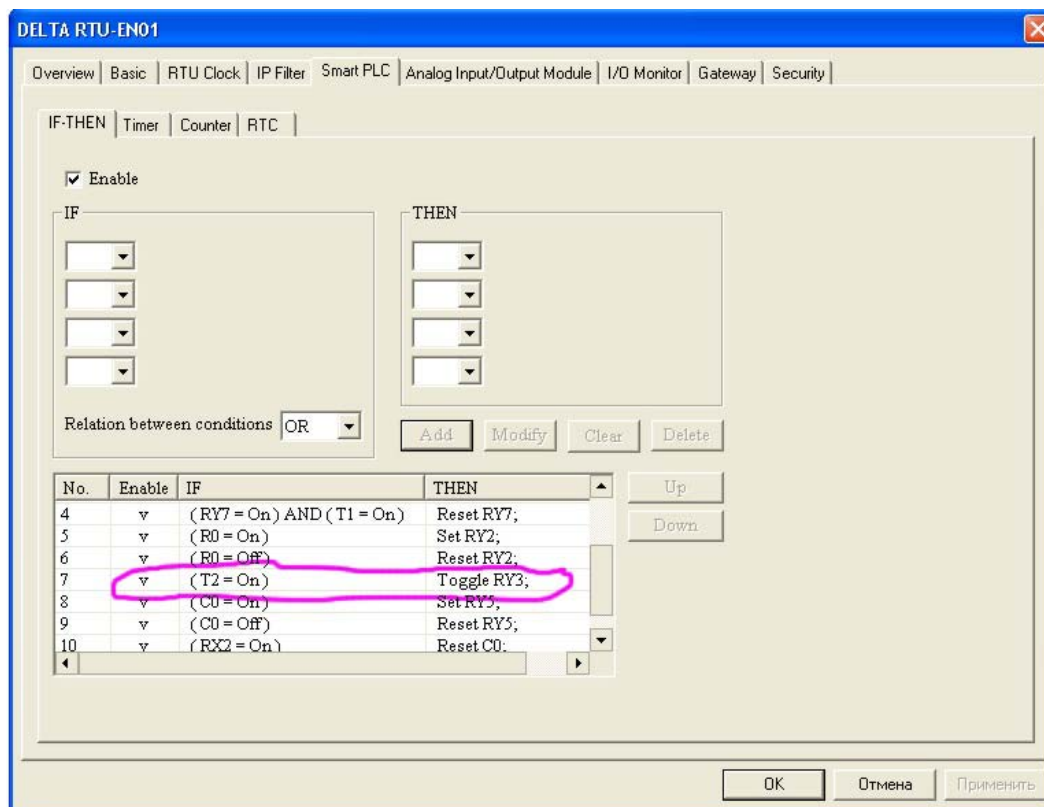 DELTA RTU-EN01
Overview Basic RTU Clock IP Filter Smart PLC Analog Input/Output Module I/O Monitor Gateway Security
IF-THEN Timer Counter RTC
Enable
IF THEN
Relation between conditions OR
Add Modify Clear Delete
Up
Down
No. Enable IF THEN
4 v (RY7 = On) AND (T1 = On) Reset RY7;
5 v (R0 = On) Set RY2;
6 v (R0 = Off) Reset RY2;
7 v (T2 = On) Toggle RY3;
8 v (C0 = On) Set RY5;
9 v (C0 = Off) Reset RY5;
10 v (RX2 = On) Reset C0;
OK Отмена Применить